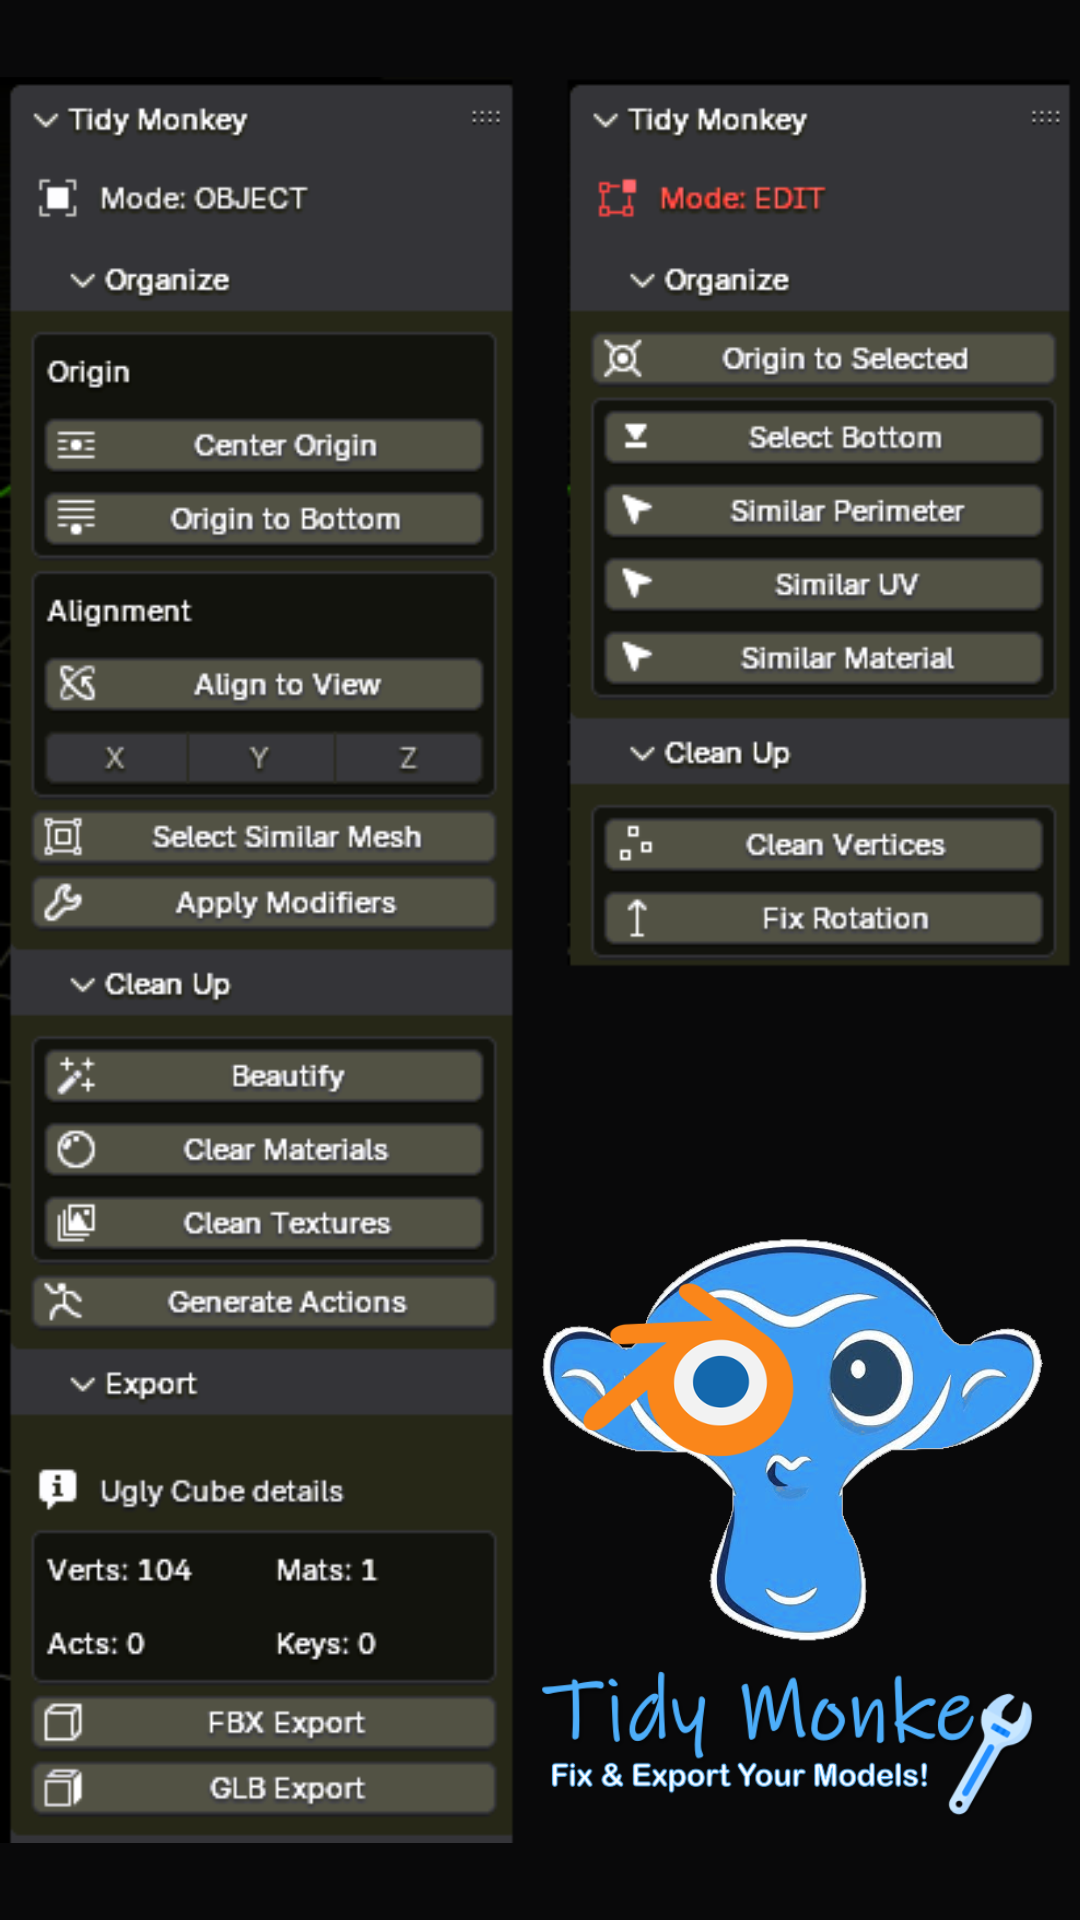 Tidy Monkey
Mode: OBJECT
Organize
Origin
Center Origin
Origin to Bottom
Alignment
Align to View
X Y Z
Select Similar Mesh
Apply Modifiers
Clean Up
Beautify
Clear Materials
Clean Textures
Generate Actions
Export
Ugly Cube details
Verts: 104 Mats: 1
Acts: 0 Keys: 0
FBX Export
GLB Export
Tidy Monkey
Mode: EDIT
Organize
Origin to Selected
Select Bottom
Similar Perimeter
Similar UV
Similar Material
Clean Up
Clean Vertices
Fix Rotation
Tidy Monke
Fix & Export Your Models!